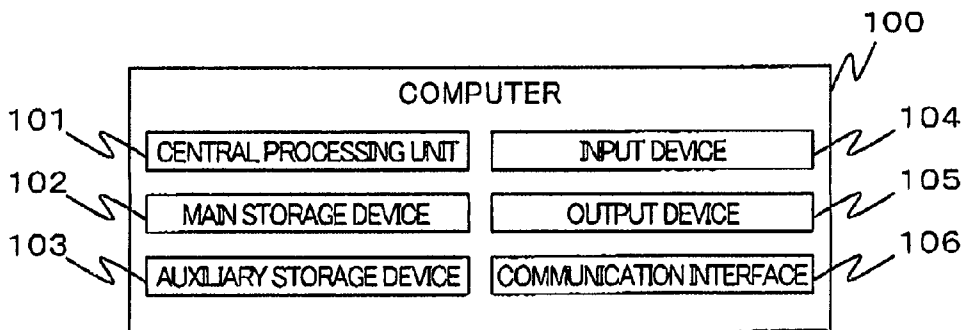 100
COMPUTER
101 CENTRAL PROCESSING UNIT INPUT DEVICE 104
102 MAIN STORAGE DEVICE OUTPUT DEVICE 105
103 AUXILIARY STORAGE DEVICE COMMUNICATION INTERFACE 106